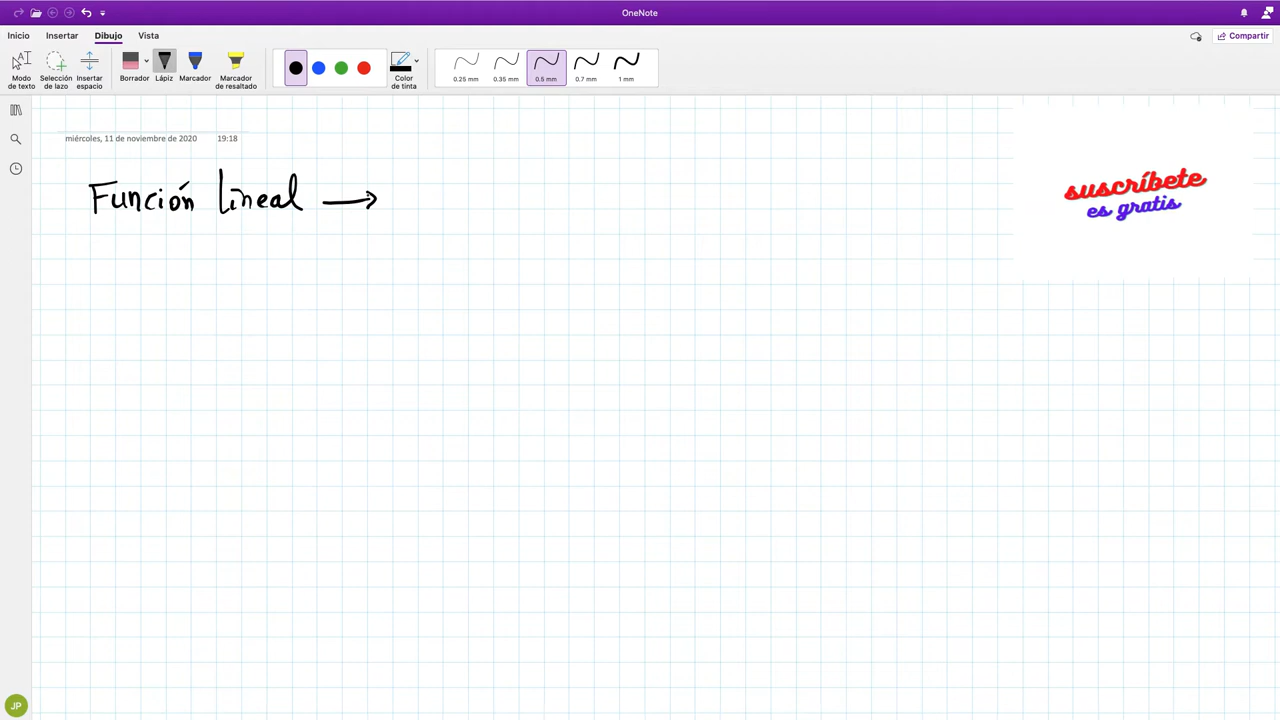 OneNote
Inicio Insertar Dibujo Vista
Compartir
Modo de texto
Selección de lazo
Insertar espacio
Borrador
Lápiz
Marcador
Marcador de resaltado
Color de tinta
0.25 mm
0.35 mm
0.5 mm
0.7 mm
1 mm
miércoles, 11 de noviembre de 2020 19:18
Función lineal →
suscríbete
es gratis
JP